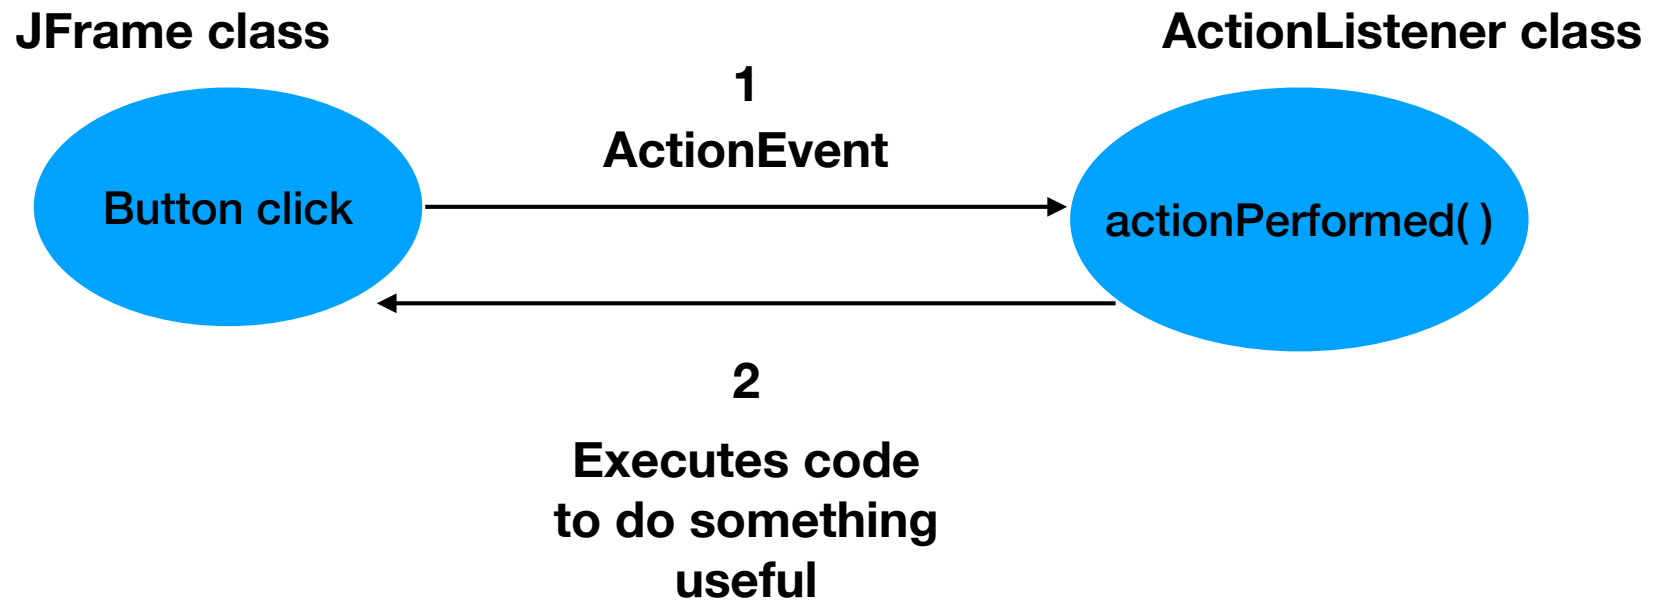 JFrame class
ActionListener class
1
ActionEvent
Button click
actionPerformed( )
2
Executes code
to do something
useful